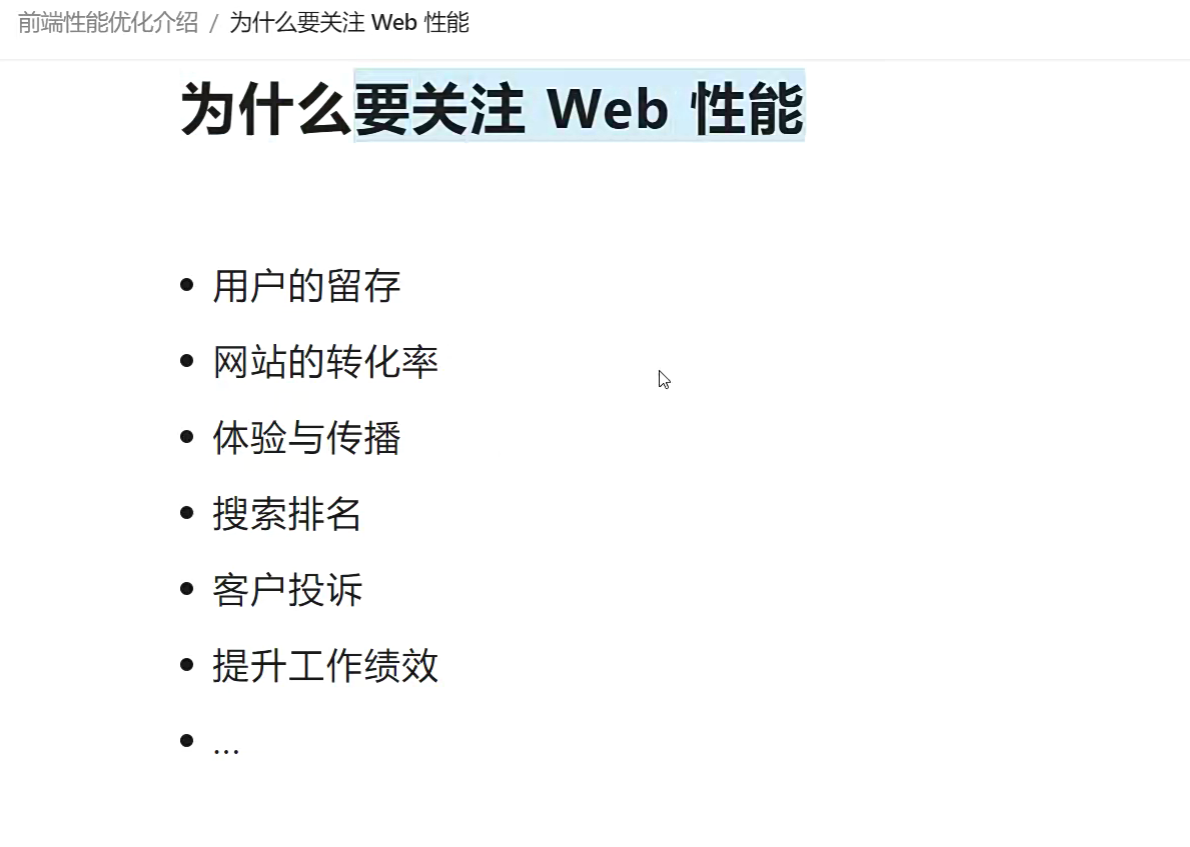 前端性能优化介绍 / 为什么要关注 Web 性能
为什么要关注 Web 性能
• 用户的留存
• 网站的转化率
• 体验与传播
• 搜索排名
• 客户投诉
• 提升工作绩效
• ...